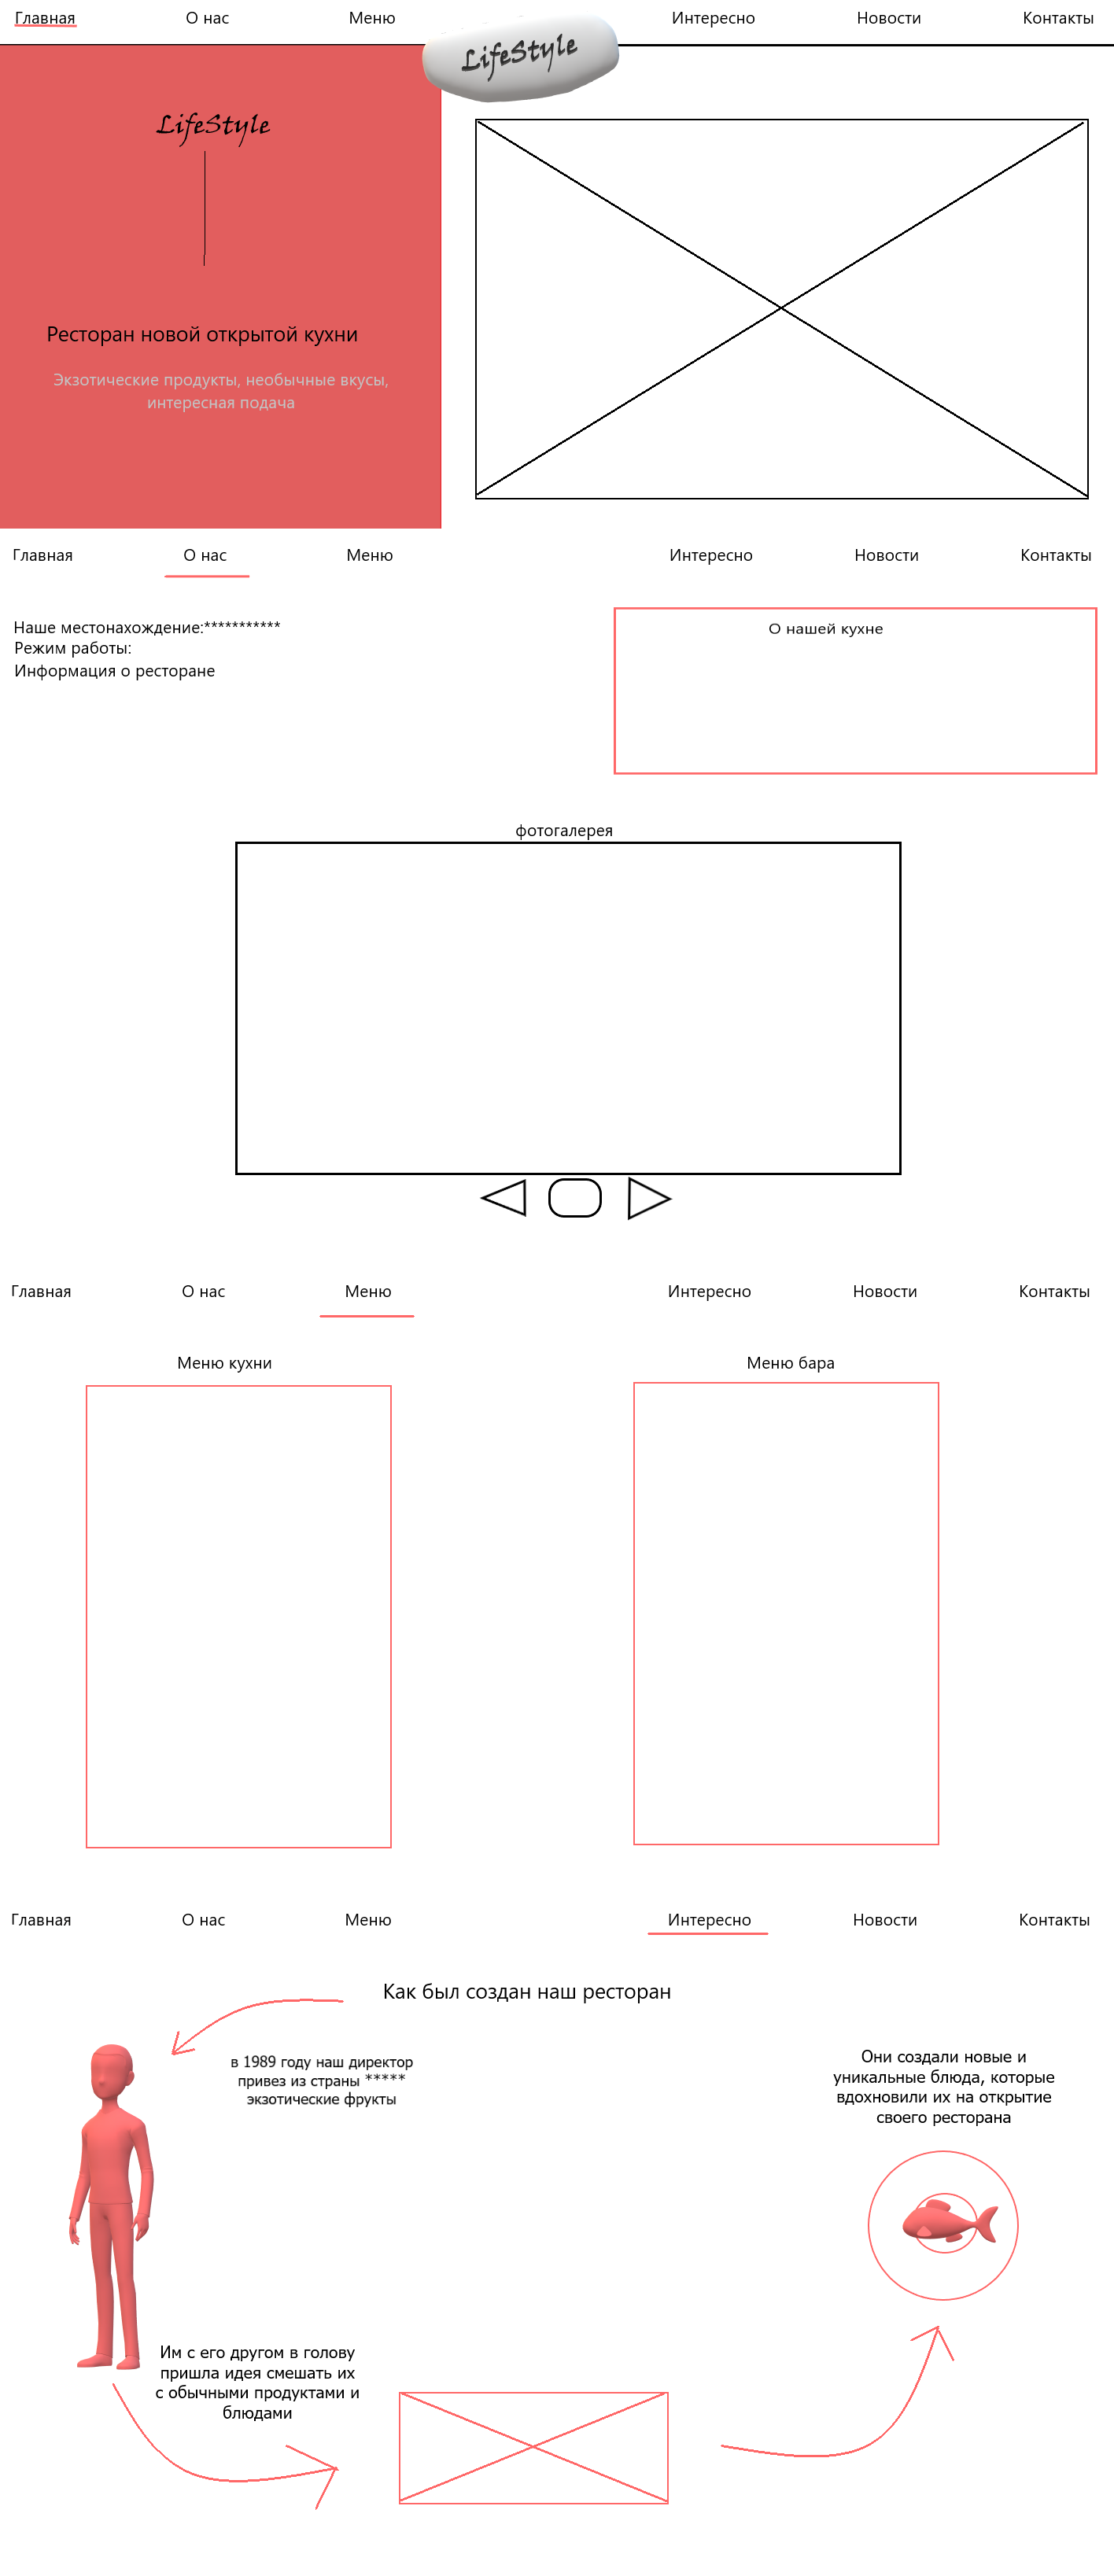 Главная О нас Меню LifeStyle Интересно Новости Контакты
LifeStyle
Ресторан новой открытой кухни
Экзотические продукты, необычные вкусы,
интересная подача
Главная О нас Меню Интересно Новости Контакты
Наше местонахождение:***********
Режим работы:
Информация о ресторане
О нашей кухне
фотогалерея
Главная О нас Меню Интересно Новости Контакты
Меню кухни
Меню бара
Главная О нас Меню Интересно Новости Контакты
Как был создан наш ресторан
в 1989 году наш директор
привез из страны *****
экзотические фрукты
Им с его другом в голову
пришла идея смешать их
с обычными продуктами и
блюдами
Они создали новые и
уникальные блюда, которые
вдохновили их на открытие
своего ресторана